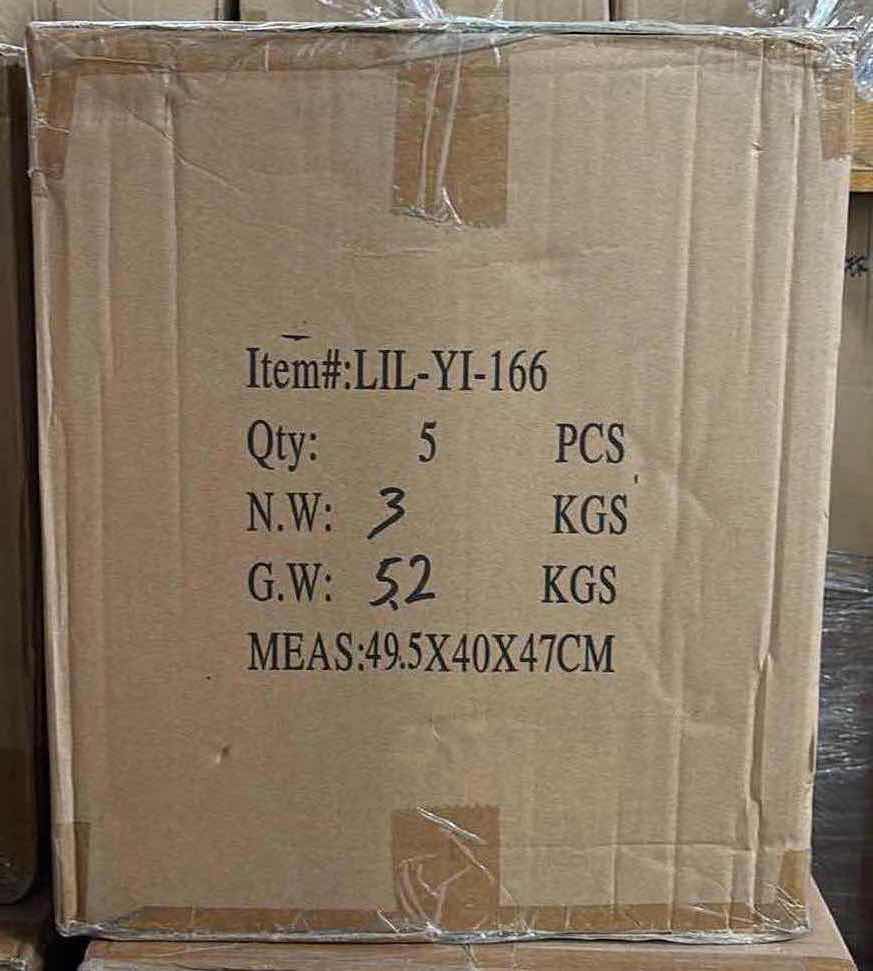 Item#:LIL-YI-166
Qty: 5 PCS
N.W: 3 KGS
G.W: 5.2 KGS
MEAS:49.5X40X47CM